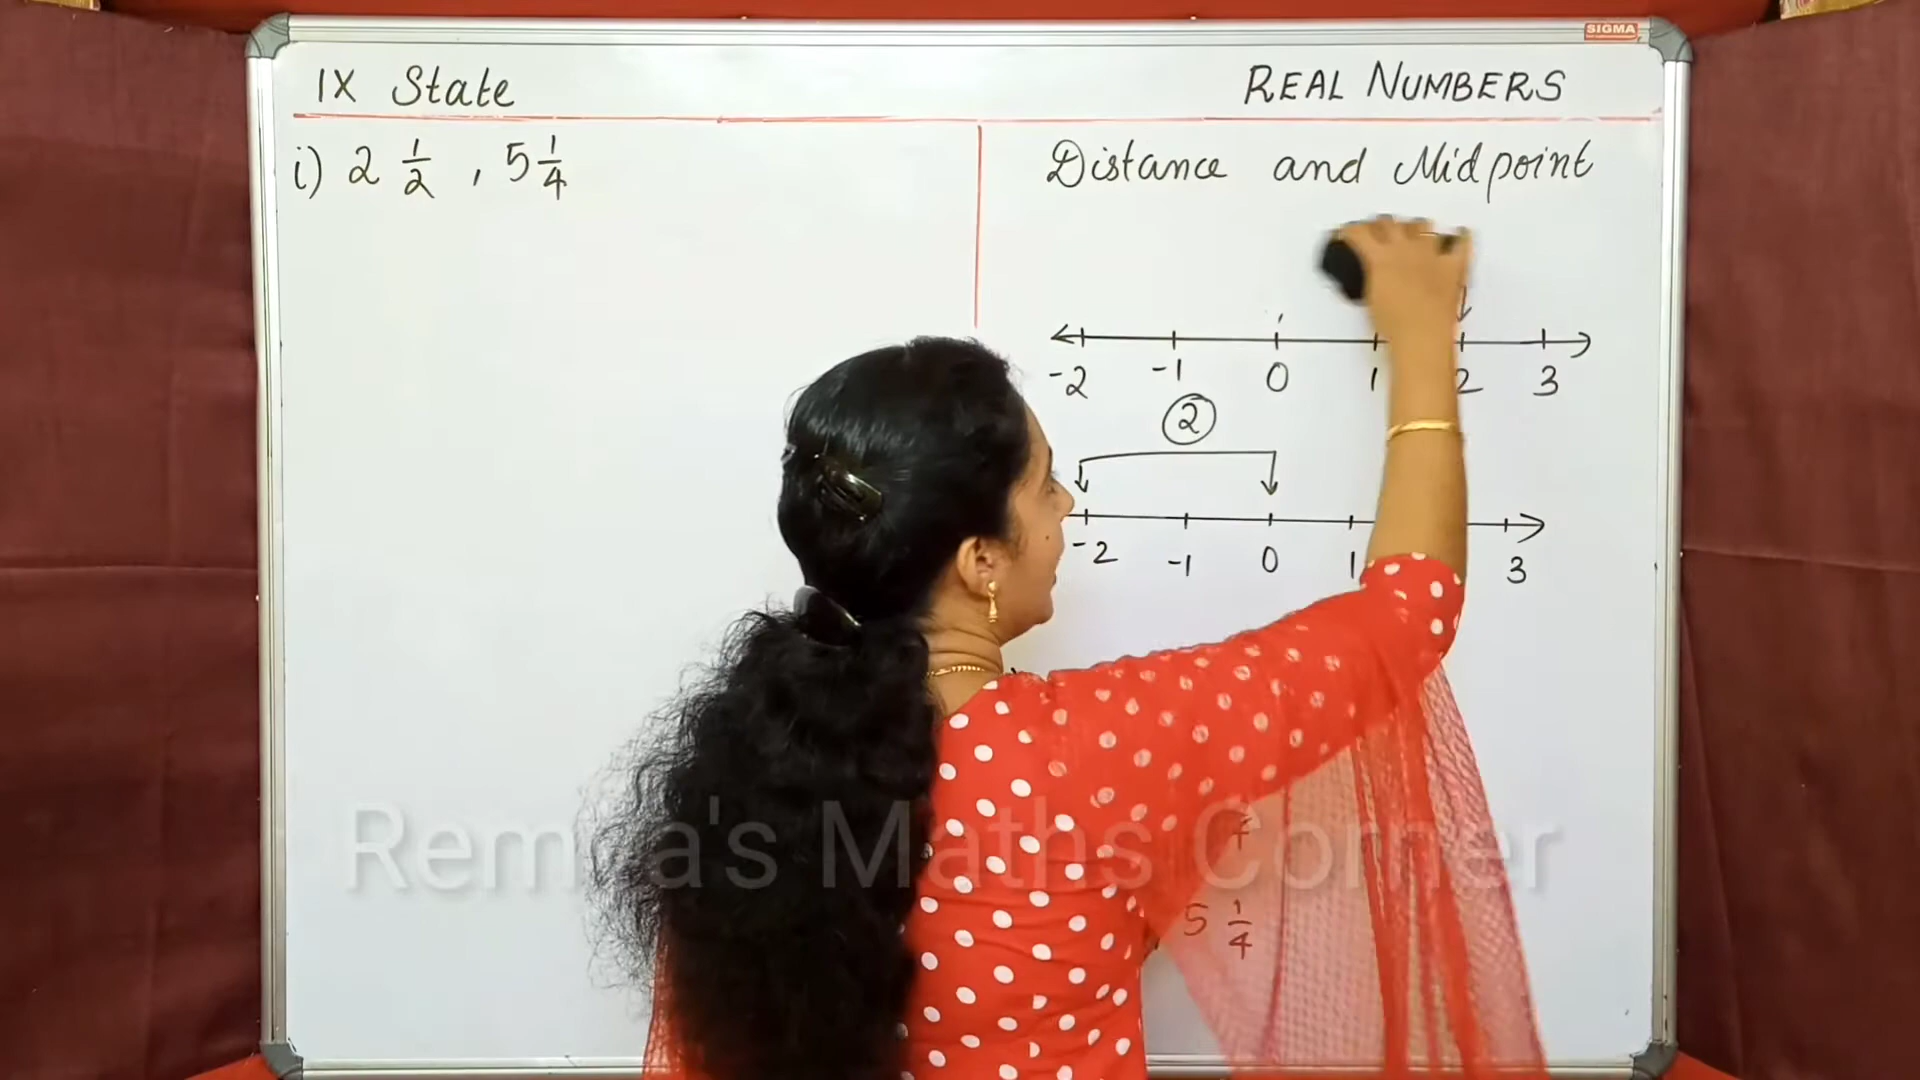 SIGMA
IX State
REAL NUMBERS
i) 2 1/2 , 5 1/4
Distance and Midpoint
-2 -1 0 1 2 3
2
-2 -1 0 1 3
5 1/4
Maths Corner